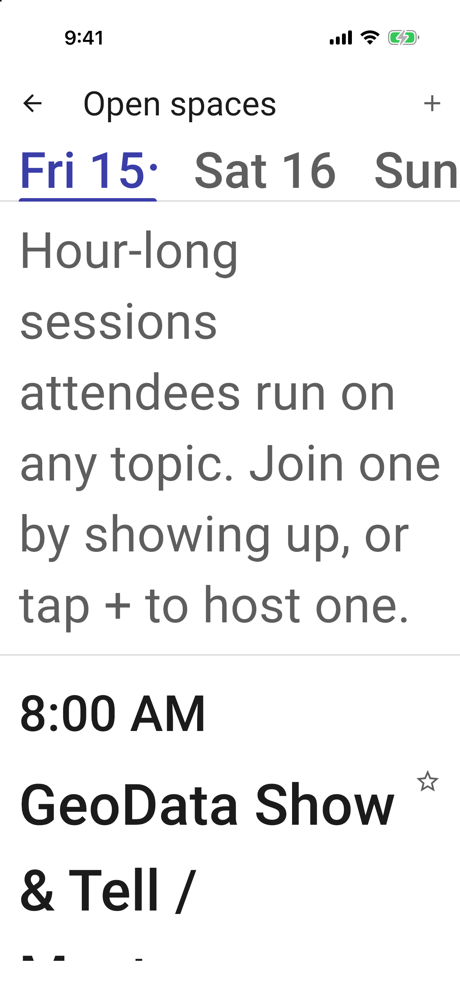 9:41
Open spaces
Fri 15· Sat 16 Sun
Hour-long
sessions
attendees run on
any topic. Join one
by showing up, or
tap + to host one.
8:00 AM
GeoData Show
& Tell /